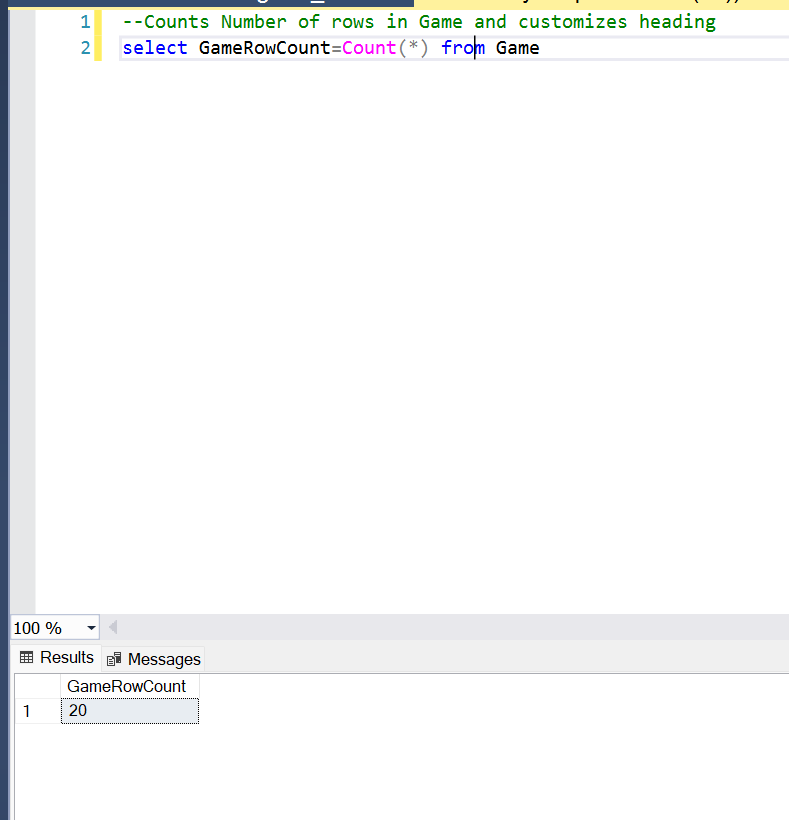 1 --Counts Number of rows in Game and customizes heading
2 select GameRowCount=Count(*) from Game
100 %
Results Messages
GameRowCount
1 20